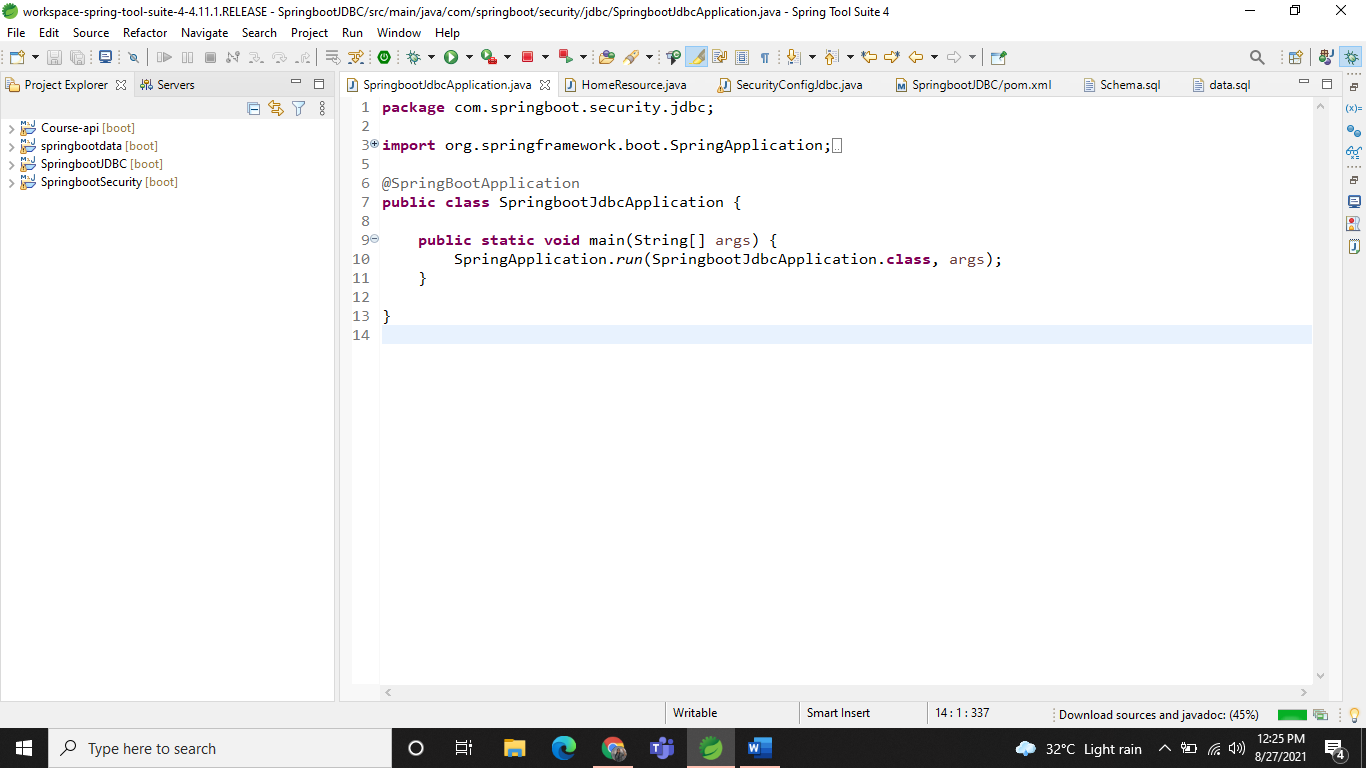 workspace-spring-tool-suite-4-4.11.1.RELEASE - SpringbootJDBC/src/main/java/com/springboot/security/jdbc/SpringbootJdbcApplication.java - Spring Tool Suite 4
File Edit Source Refactor Navigate Search Project Run Window Help
Project Explorer Servers
Course-api [boot]
springbootdata [boot]
SpringbootJDBC [boot]
SpringbootSecurity [boot]
SpringbootJdbcApplication.java HomeResource.java SecurityConfigJdbc.java SpringbootJDBC/pom.xml Schema.sql data.sql
1 package com.springboot.security.jdbc;
2
3 import org.springframework.boot.SpringApplication;
5
6 @SpringBootApplication
7 public class SpringbootJdbcApplication {
8
9 public static void main(String[] args) {
10 SpringApplication.run(SpringbootJdbcApplication.class, args);
11 }
12
13 }
14
Writable Smart Insert 14 : 1 : 337 Download sources and javadoc: (45%)
Type here to search
32°C Light rain
12:25 PM
8/27/2021
4